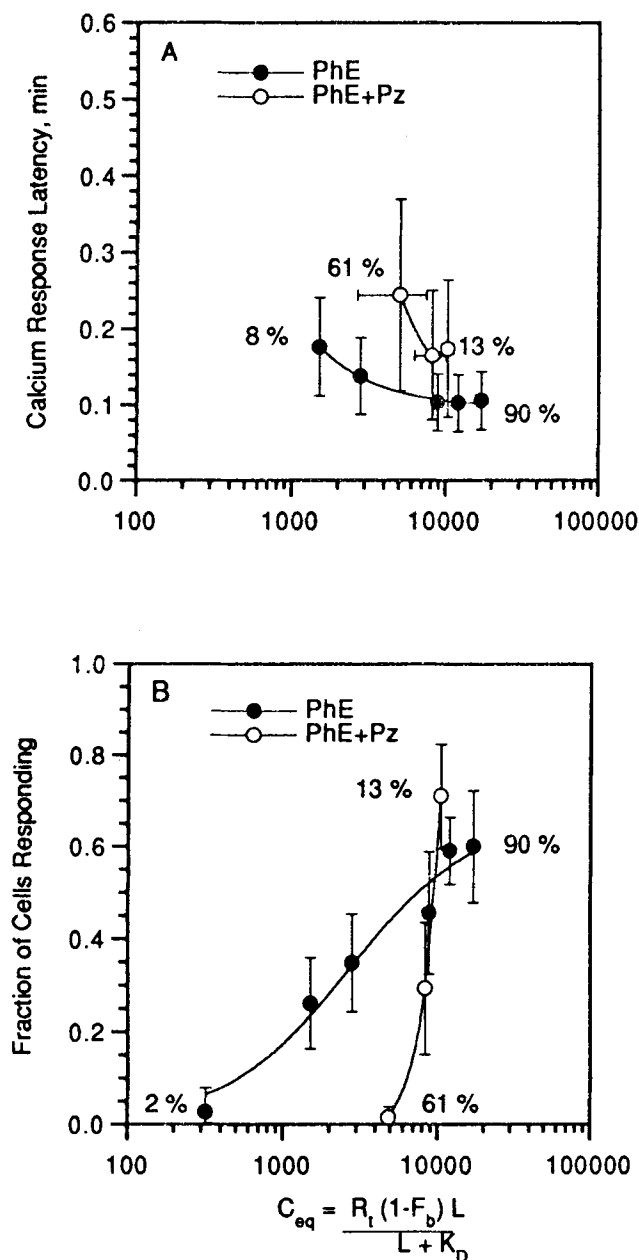 A
PhE
PhE+Pz
Calcium Response Latency, min
0.6
0.5
0.4
0.3
0.2
0.1
0.0
61 %
8 %
13 %
90 %
100 1000 10000 100000
B
PhE
PhE+Pz
Fraction of Cells Responding
1.0
0.8
0.6
0.4
0.2
0.0
13 %
90 %
2 %
61 %
100 1000 10000 100000
C_eq = R_t (1-F_b) L
L + K_D